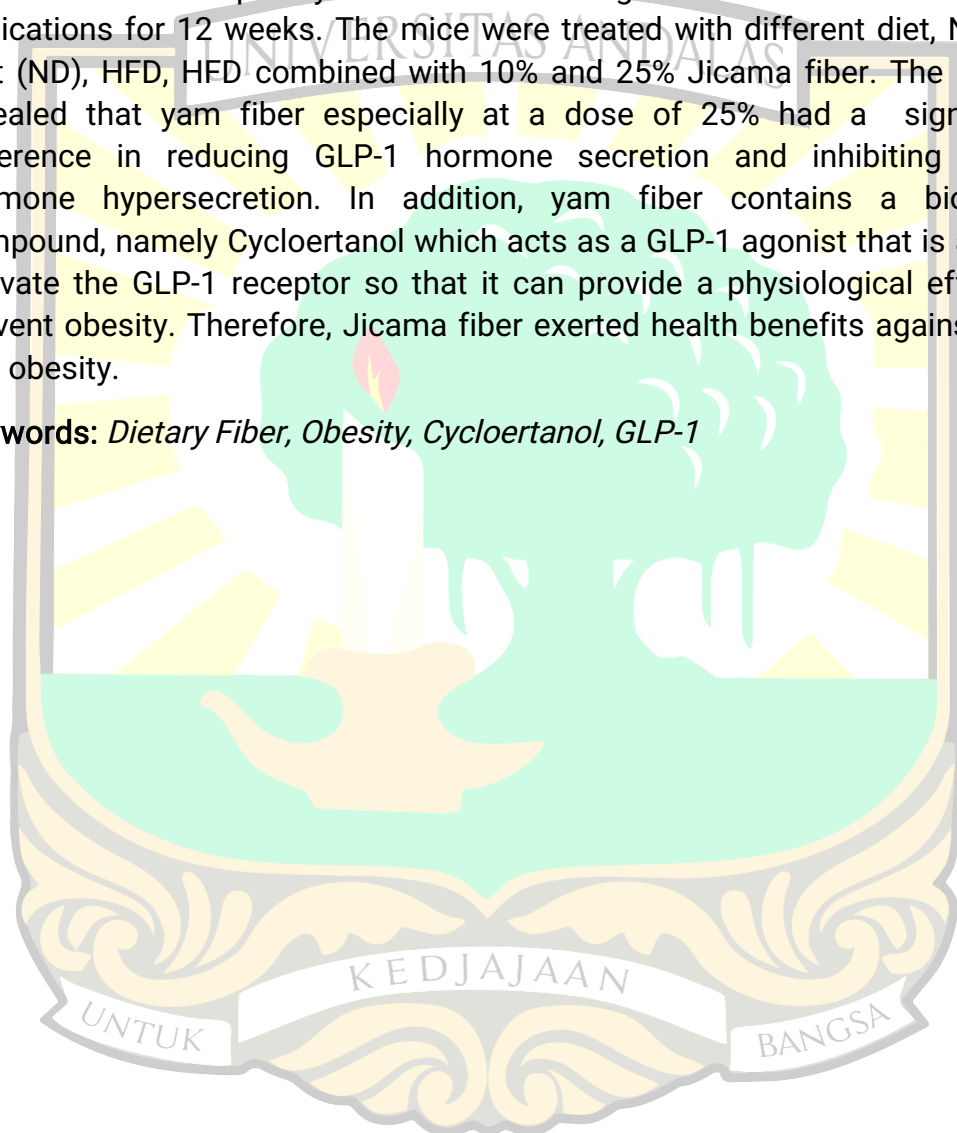 lications for 12 weeks. The mice were treated with different diet, N
t (ND), HFD, HFD combined with 10% and 25% Jicama fiber. The
ealed that yam fiber especially at a dose of 25% had a sign
erence in reducing GLP-1 hormone secretion and inhibiting
mone hypersecretion. In addition, yam fiber contains a bio
npound, namely Cycloertanol which acts as a GLP-1 agonist that is a
vate the GLP-1 receptor so that it can provide a physiological eff
vent obesity. Therefore, Jicama fiber exerted health benefits agains
obesity.
words: Dietary Fiber, Obesity, Cycloertanol, GLP-1
UNIVERSITAS ANDALAS
KEDJAJAAN
UNTUK
BANGSA